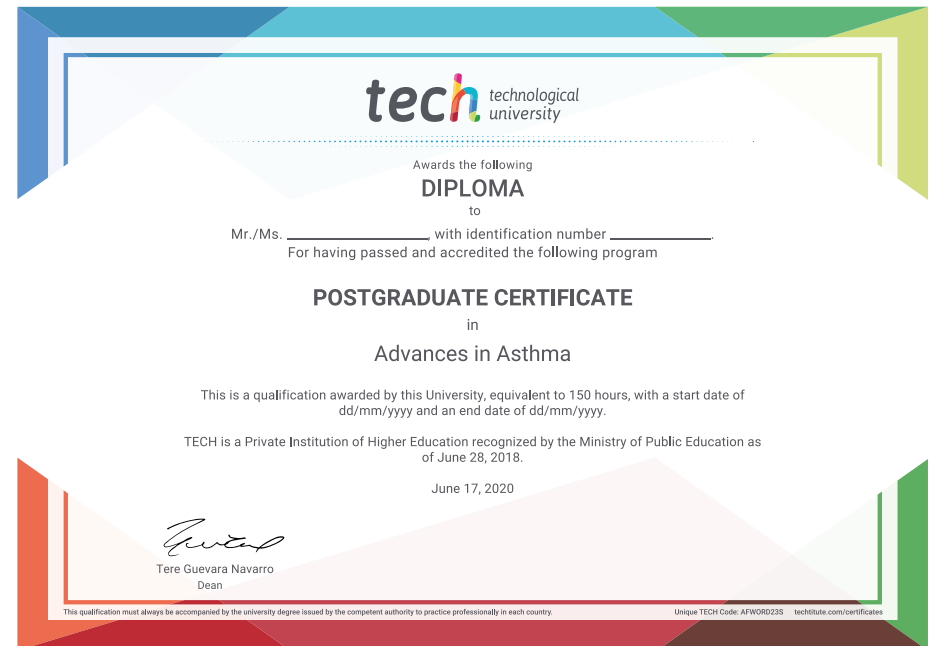 tech technological
university
Awards the following
DIPLOMA
to
Mr./Ms. ____________________, with identification number ______________.
For having passed and accredited the following program
POSTGRADUATE CERTIFICATE
in
Advances in Asthma
This is a qualification awarded by this University, equivalent to 150 hours, with a start date of
dd/mm/yyyy and an end date of dd/mm/yyyy.
TECH is a Private Institution of Higher Education recognized by the Ministry of Public Education as
of June 28, 2018.
June 17, 2020
Tere Guevara Navarro
Dean
This qualification must always be accompanied by the university degree issued by the competent authority to practice professionally in each country.
Unique TECH Code: AFWORD23S techtitute.com/certificates